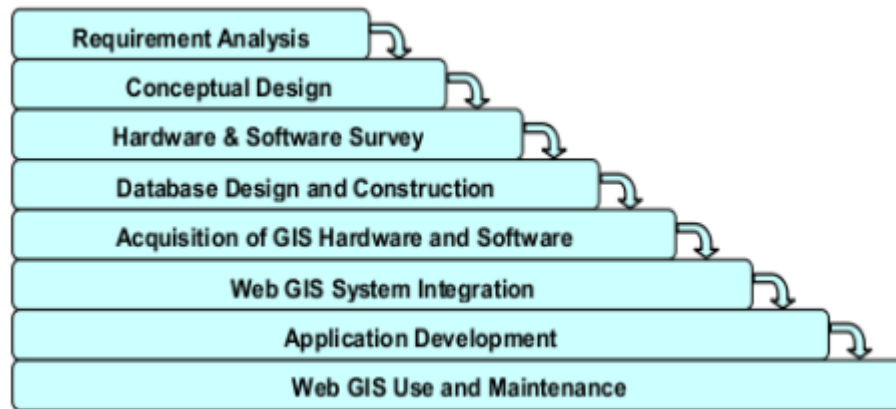 Requirement Analysis
Conceptual Design
Hardware & Software Survey
Database Design and Construction
Acquisition of GIS Hardware and Software
Web GIS System Integration
Application Development
Web GIS Use and Maintenance